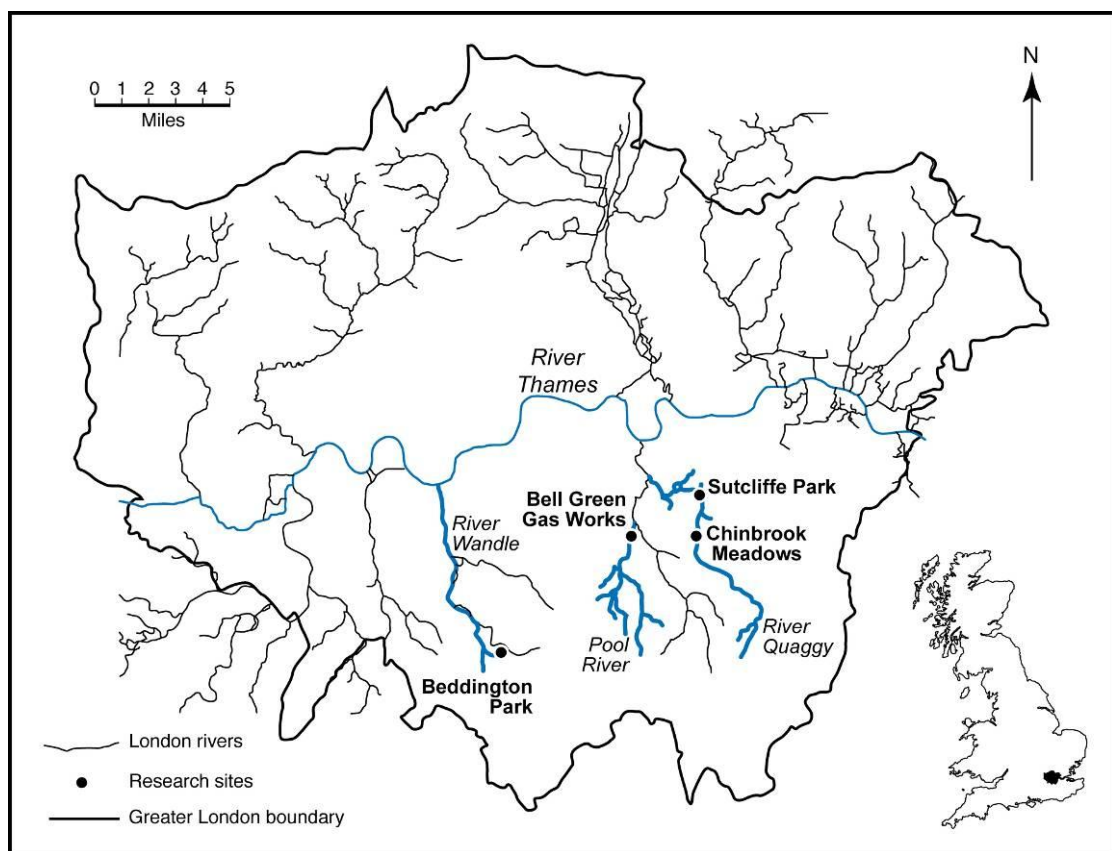 0 1 2 3 4 5
Miles
N
River
Thames
Sutcliffe Park
Bell Green
Gas Works
River
Wandle
Chinbrook
Meadows
Pool
River
River
Quaggy
Beddington
Park
London rivers
Research sites
Greater London boundary